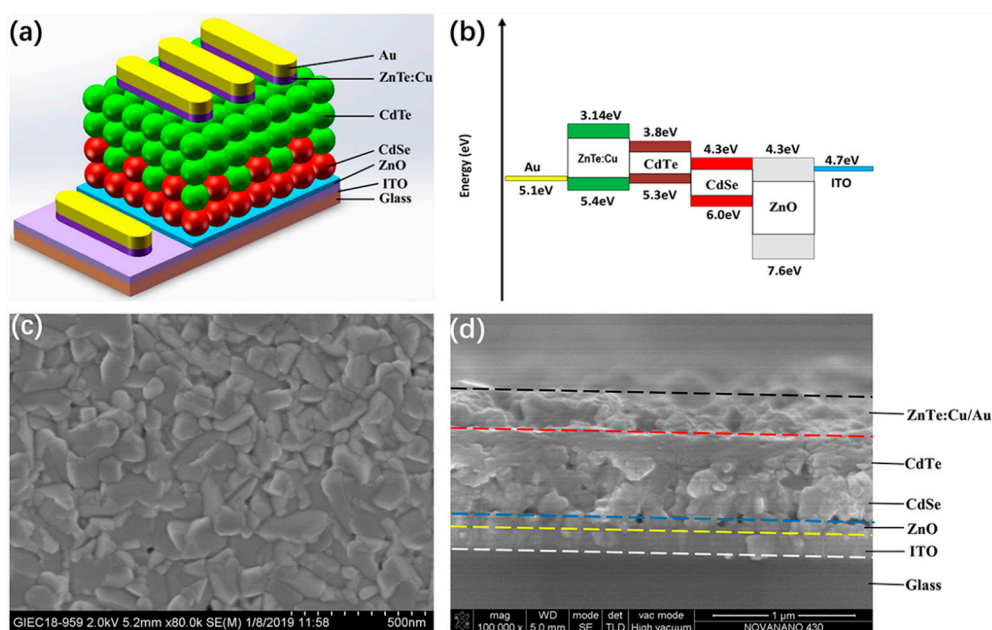 (a)
Au
ZnTe:Cu
CdTe
CdSe
ZnO
ITO
Glass
(b)
Energy (eV)
3.14eV
3.8eV
4.3eV
4.3eV
4.7eV
Au
ZnTe:Cu
CdTe
CdSe
ZnO
ITO
5.1eV
5.4eV
5.3eV
6.0eV
7.6eV
(c)
GIEC18-959 2.0kV 5.2mm x80.0k SE(M) 1/8/2019 11:58 500nm
(d)
ZnTe:Cu/Au
CdTe
CdSe
ZnO
ITO
Glass
mag WD mode det vac mode 1 μm
100 000 x 5.0 mm SE TLD High vacuum NOVANANO 430